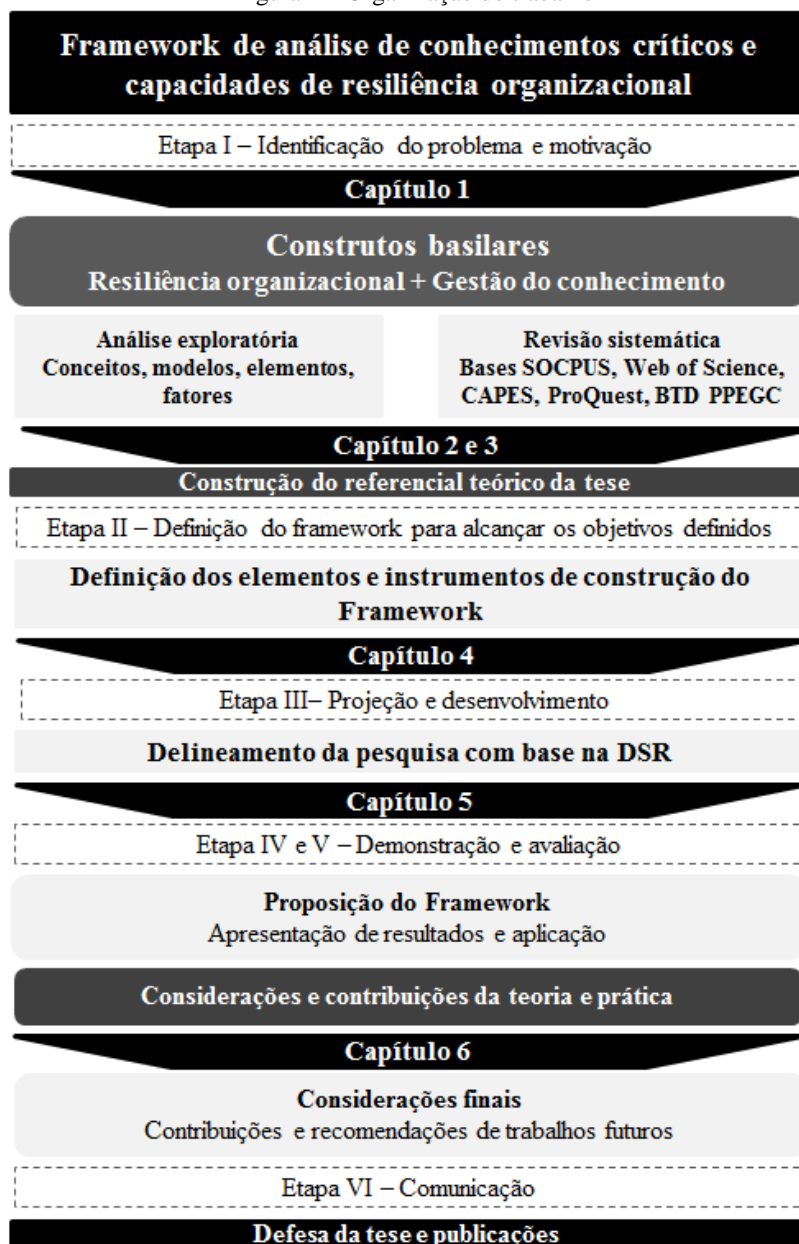 Framework de análise de conhecimentos críticos e
capacidades de resiliência organizacional
Etapa I – Identificação do problema e motivação
Capítulo 1
Construtos basilares
Resiliência organizacional + Gestão do conhecimento
Análise exploratória
Conceitos, modelos, elementos,
fatores
Revisão sistemática
Bases SOCPUS, Web of Science,
CAPES, ProQuest, BTD PPEGC
Capítulo 2 e 3
Construção do referencial teórico da tese
Etapa II – Definição do framework para alcançar os objetivos definidos
Definição dos elementos e instrumentos de construção do
Framework
Capítulo 4
Etapa III– Projeção e desenvolvimento
Delineamento da pesquisa com base na DSR
Capítulo 5
Etapa IV e V – Demonstração e avaliação
Proposição do Framework
Apresentação de resultados e aplicação
Considerações e contribuições da teoria e prática
Capítulo 6
Considerações finais
Contribuições e recomendações de trabalhos futuros
Etapa VI – Comunicação
Defesa da tese e publicações